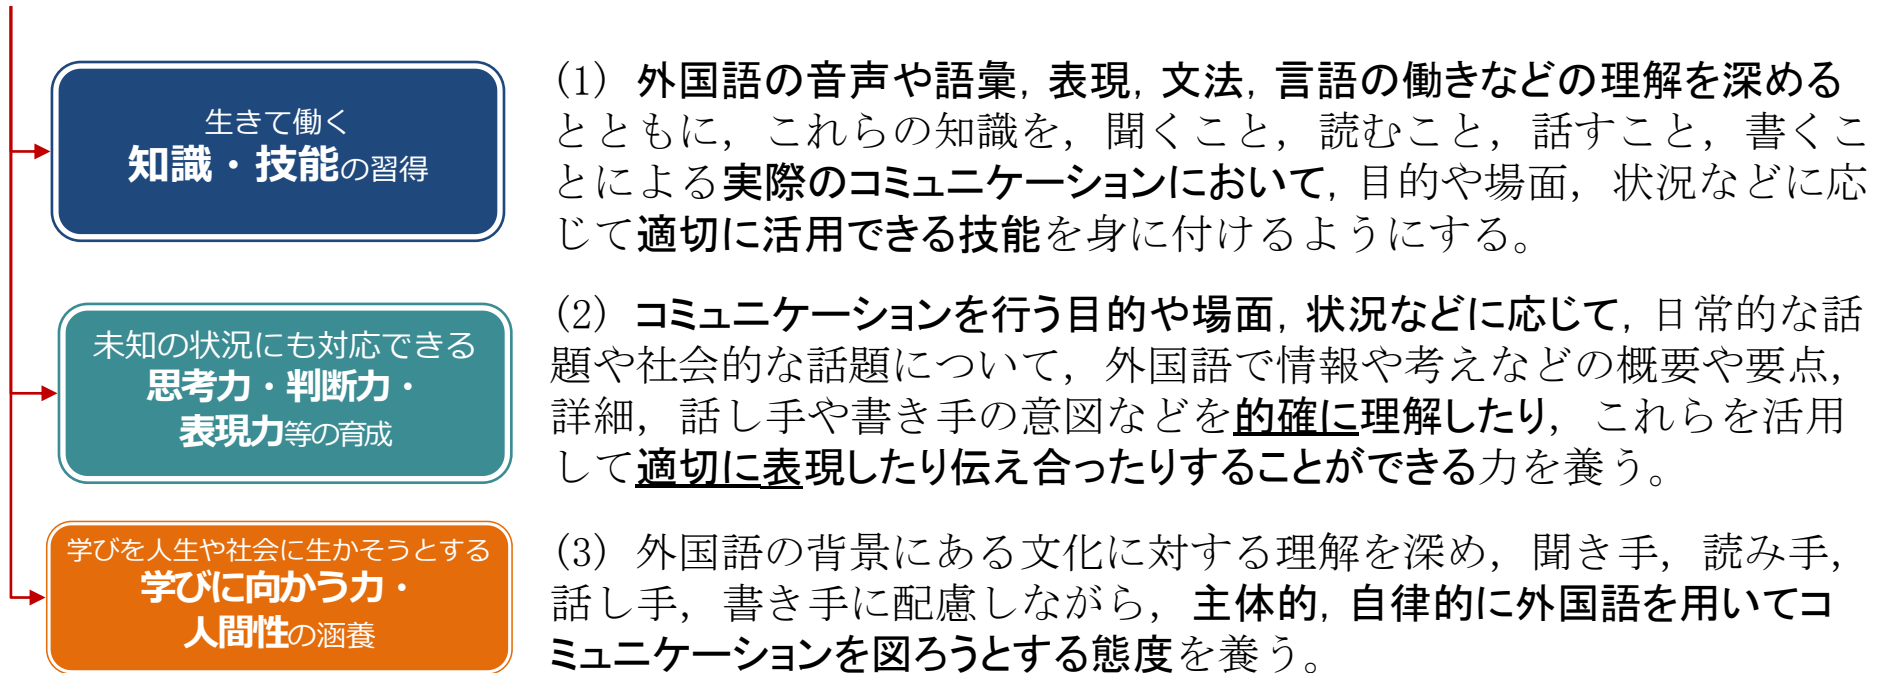 生きて働く
知識・技能の習得
(1) 外国語の音声や語彙，表現，文法，言語の働きなどの理解を深める
とともに，これらの知識を，聞くこと，読むこと，話すこと，書くこ
とによる実際のコミュニケーションにおいて，目的や場面，状況などに応
じて適切に活用できる技能を身に付けるようにする。
未知の状況にも対応できる
思考力・判断力・
表現力等の育成
(2) コミュニケーションを行う目的や場面，状況などに応じて，日常的な話
題や社会的な話題について，外国語で情報や考えなどの概要や要点，
詳細，話し手や書き手の意図などを的確に理解したり，これらを活用
して適切に表現したり伝え合ったりすることができる力を養う。
学びを人生や社会に生かそうとする
学びに向かう力・
人間性の涵養
(3) 外国語の背景にある文化に対する理解を深め，聞き手，読み手，
話し手，書き手に配慮しながら，主体的，自律的に外国語を用いてコ
ミュニケーションを図ろうとする態度を養う。